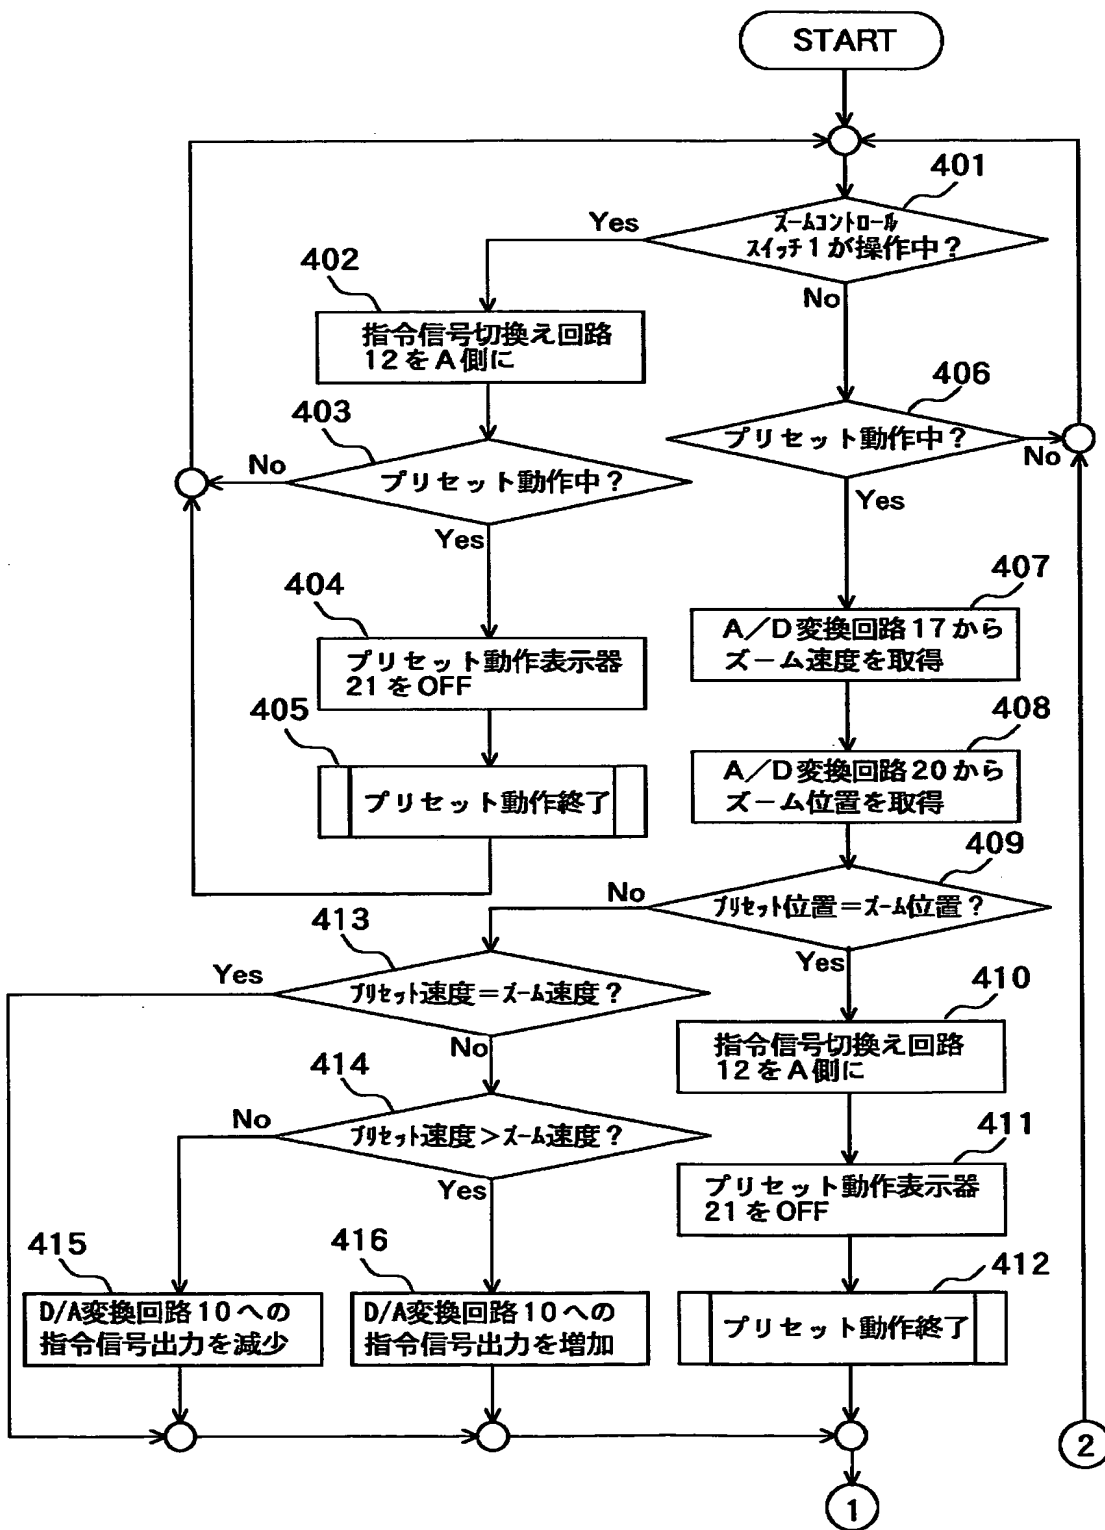 START
401
ズームコントロール
スイッチ1が操作中?
Yes
No
402
指令信号切換え回路
12をA側に
403
プリセット動作中?
No
Yes
406
プリセット動作中?
No
Yes
404
プリセット動作表示器
21をOFF
405
プリセット動作終了
407
A/D変換回路17から
ズーム速度を取得
408
A/D変換回路20から
ズーム位置を取得
409
プリセット位置=ズーム位置?
No
Yes
413
プリセット速度=ズーム速度?
Yes
No
410
指令信号切換え回路
12をA側に
414
プリセット速度>ズーム速度?
No
Yes
411
プリセット動作表示器
21をOFF
415
D/A変換回路10への
指令信号出力を減少
416
D/A変換回路10への
指令信号出力を増加
412
プリセット動作終了
2
1